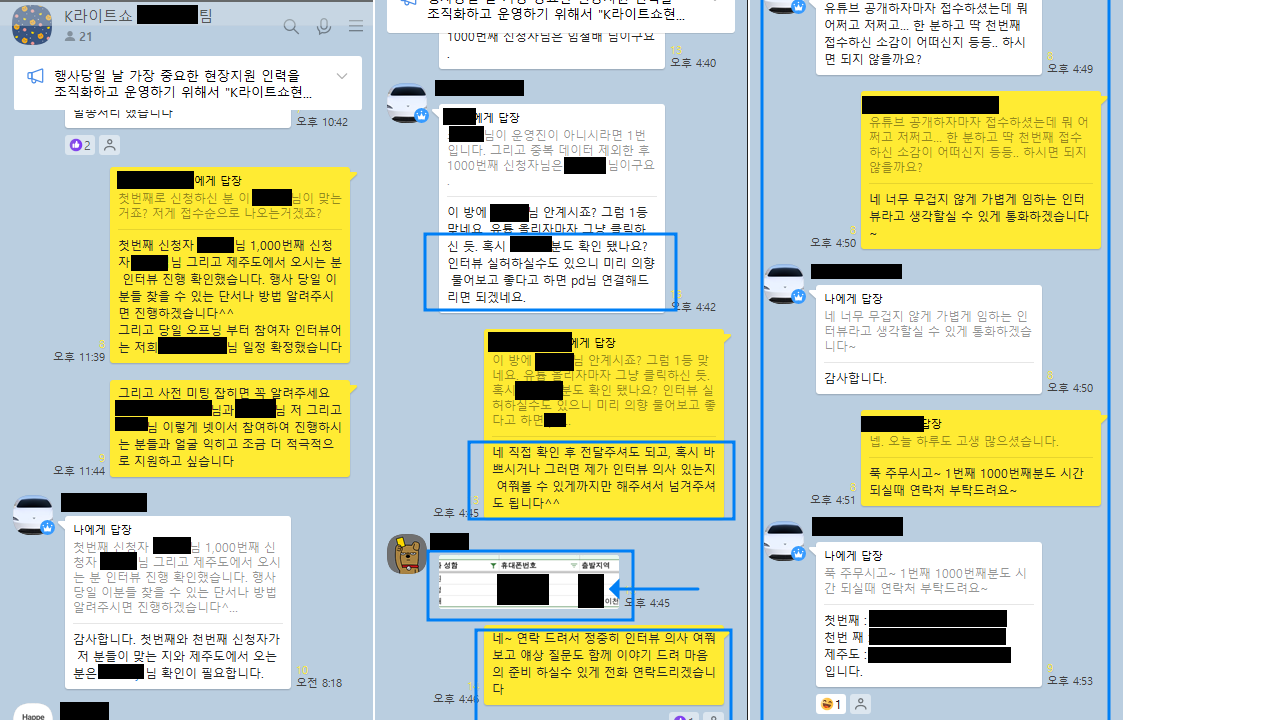 K라이트쇼 팀
21
행사당일 날 가장 중요한 현장지원 인력을
조직화하고 운영하기 위해서 "K라이트쇼현...
일송저리 했습니다
오후 10:42
2
에게 답장
첫번째로 신청하신 분 이 님이 맞는
거죠? 저게 접수순으로 나오는거겠죠?
첫번째 신청자 님 1,000번째 신청
자 님 그리고 제주도에서 오시는 분
인터뷰 진행 확인했습니다. 행사 당일 이
분들 찾을 수 있는 단서나 방법 알려주시
면 진행하겠습니다^^
그리고 당일 오프닝 부터 참여자 인터뷰어
는 저희 님 일정 확정했습니다
6
오후 11:39
그리고 사전 미팅 잡히면 꼭 알려주세요
님과 님 저 그리고
님 이렇게 넷이서 참여하여 진행하시
는 분들과 얼굴 익히고 조금 더 적극적으
로 지원하고 싶습니다
오후 11:44
나에게 답장
첫번째 신청자 님 1,000번째 신
청자 님 그리고 제주도에서 오시
는 분 인터뷰 진행 확인했습니다. 행사
당일 이분들 찾을 수 있는 단서나 방법
알려주시면 진행하겠습니다^...
감사합니다. 첫번째와 천번째 신청자가
저 분들이 맞는 지와 제주도에서 오는
분은 님 확인이 필요합니다.
10
오전 8:18
Happe
조직화하고 운영하기 위해서 "K라이트쇼현...
1000번째 신청자님은 임철배 님이구요
.
13
오후 4:40
에게 답장
님이 운영진이 아니시라면 1번
입니다. 그리고 중복 데이터 제외한 후
1000번째 신청자님은 님이구요
.
이 방에 님 안계시죠? 그럼 1등
맞네요. 유튭 올리자마자 그냥 클릭하
신 듯. 혹시 분도 확인 됐나요?
인터뷰 실허하실수도 있으니 미리 의향
물어보고 좋다고 하면 pd님 연결해드
리면 되겠네요.
13
오후 4:42
에게 답장
이 방에 님 안계시죠? 그럼 1등 맞
네요. 유튭 올리자마자 그냥 클릭하신 듯.
혹시 분도 확인 됐나요? 인터뷰 실
허하실수도 있으니 미리 의향 물어보고 좋
다고 하면 ..
네 직접 확인 후 전달주셔도 되고, 혹시 바
쁘시거나 그러면 제가 인터뷰 의사 있는지
여쭤볼 수 있게까지만 해주셔서 넘겨주셔
도 됩니다^^
오후 4:45
성함 휴대폰번호 출발지역
이천
오후 4:45
네~ 연락 드려서 정중히 인터뷰 의사 여쭤
보고 얘상 질문도 함께 이야기 드려 마음
의 준비 하실수 있게 전화 연락드리겠습니
다
오후 4:46
유튜브 공개하자마자 접수하셨는데 뭐
어쩌고 저쩌고... 한 분하고 딱 천번째
접수하신 소감이 어떠신지 등등.. 하시
면 되지 않을까요?
6
오후 4:49
유튜브 공개하자마자 접수하셨는데 뭐 어
쩌고 저쩌고... 한 분하고 딱 천번째 접수
하신 소감이 어떠신지 등등.. 하시면 되지
않을까요?
네 너무 무겁지 않게 가볍게 임하는 인터
뷰라고 생각할실 수 있게 통화하겠습니다
~
6
오후 4:50
나에게 답장
네 너무 무겁지 않게 가볍게 임하는 인
터뷰라고 생각할실 수 있게 통화하겠습
니다~
감사합니다.
6
오후 4:50
답장
넵. 오늘 하루도 고생 많으셨습니다.
푹 주무시고~ 1번째 1000번째분도 시간
되실때 연락처 부탁드려요~
6
오후 4:51
나에게 답장
푹 주무시고~ 1번째 1000번째분도 시
간 되실때 연락처 부탁드려요~
첫번째 :
천번 째
제주도 :
입니다.
9
오후 4:53
1